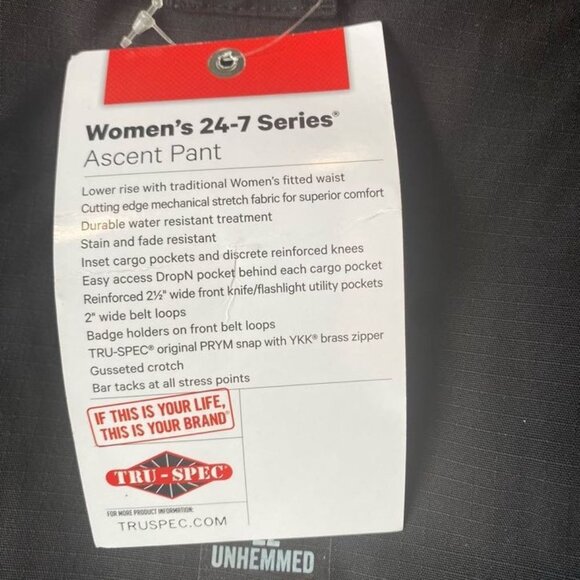 Women's 24-7 Series®
Ascent Pant
Lower rise with traditional Women's fitted waist
Cutting edge mechanical stretch fabric for superior comfort
Durable water resistant treatment
Stain and fade resistant
Inset cargo pockets and discrete reinforced knees
Easy access DropN pocket behind each cargo pocket
Reinforced 2½" wide front knife/flashlight utility pockets
2" wide belt loops
Badge holders on front belt loops
TRU-SPEC® original PRYM snap with YKK® brass zipper
Gusseted crotch
Bar tacks at all stress points
IF THIS IS YOUR LIFE,
THIS IS YOUR BRAND®
TRU-SPEC®
FOR MORE PRODUCT INFORMATION:
TRUSPEC.COM
UNHEMMED